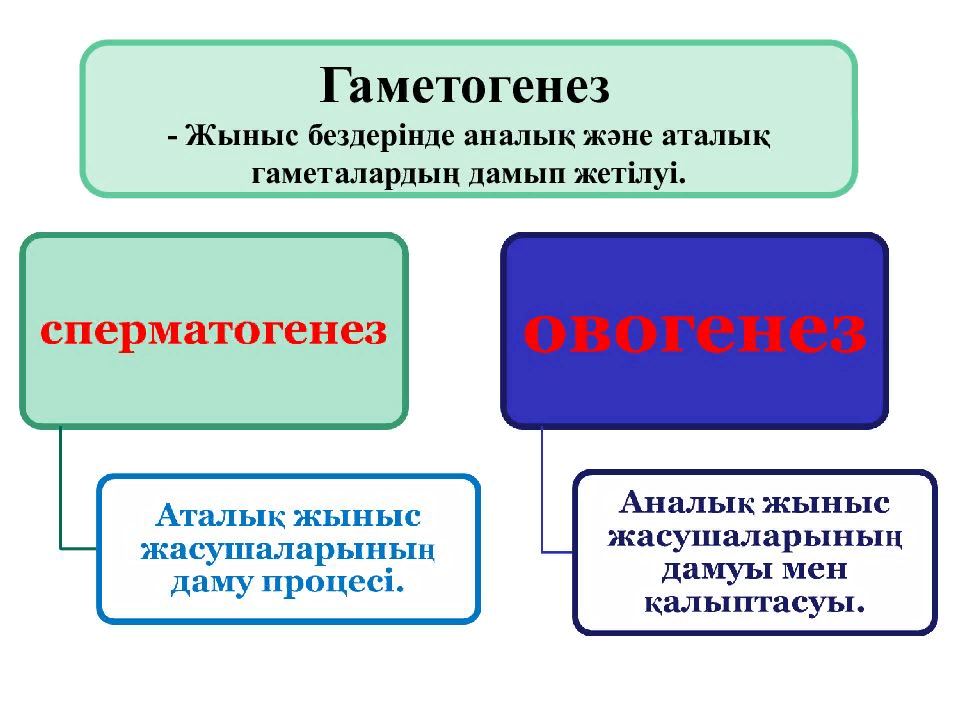 Гаметогенез
- Жыныс бездерінде аналық және аталық
гаметалардың дамып жетілуі.
сперматогенез
овогенез
Аталық жыныс
жасушаларының
даму процесі.
Аналық жыныс
жасушаларының
дамуы мен
қалыптасуы.